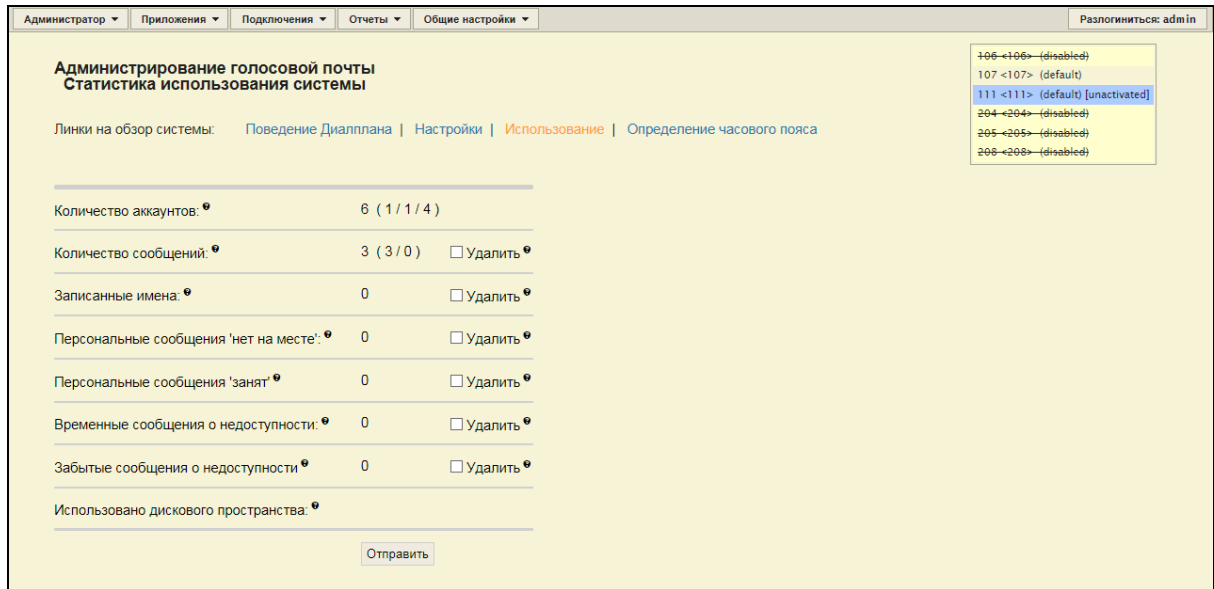 Администратор Приложения Подключения Отчеты Общие настройки Разлогиниться: admin
Администрирование голосовой почты
Статистика использования системы
Линки на обзор системы: Поведение Диалплана | Настройки | Использование | Определение часового пояса
106 <106> (disabled)
107 <107> (default)
111 <111> (default) [unactivated]
204 <204> (disabled)
205 <205> (disabled)
208 <208> (disabled)
Количество аккаунтов: 6 ( 1 / 1 / 4 )
Количество сообщений: 3 ( 3 / 0 ) Удалить
Записанные имена: 0 Удалить
Персональные сообщения 'нет на месте': 0 Удалить
Персональные сообщения 'занят' 0 Удалить
Временные сообщения о недоступности: 0 Удалить
Забытые сообщения о недоступности 0 Удалить
Использовано дискового пространства:
Отправить